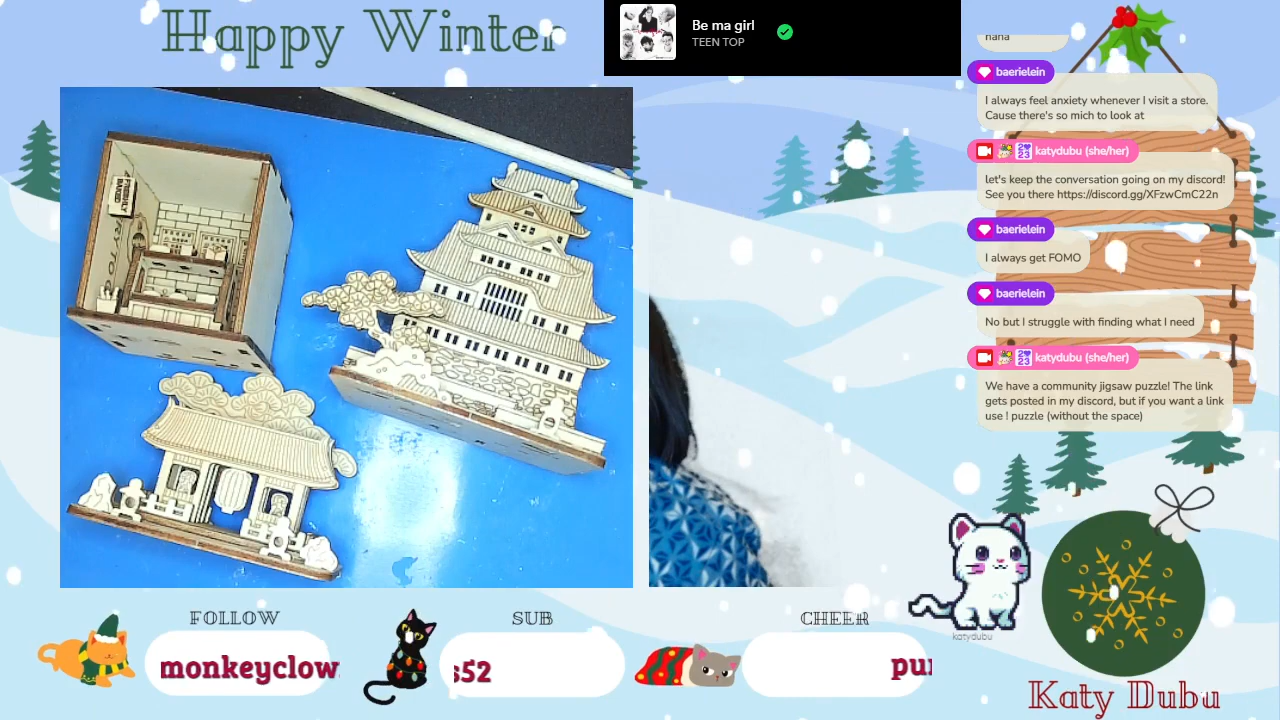 Happy Winter
Be ma girl
TEEN TOP
nana
baerielein
I always feel anxiety whenever I visit a store.
Cause there's so mich to look at
katydubu (she/her)
let's keep the conversation going on my discord!
See you there https://discord.gg/XFzwCmC22n
baerielein
I always get FOMO
baerielein
No but I struggle with finding what I need
katydubu (she/her)
We have a community jigsaw puzzle! The link
gets posted in my discord, but if you want a link
use ! puzzle (without the space)
FOLLOW
monkeyclow
SUB
s52
CHEER
pu
katydubu
Katy Dubu